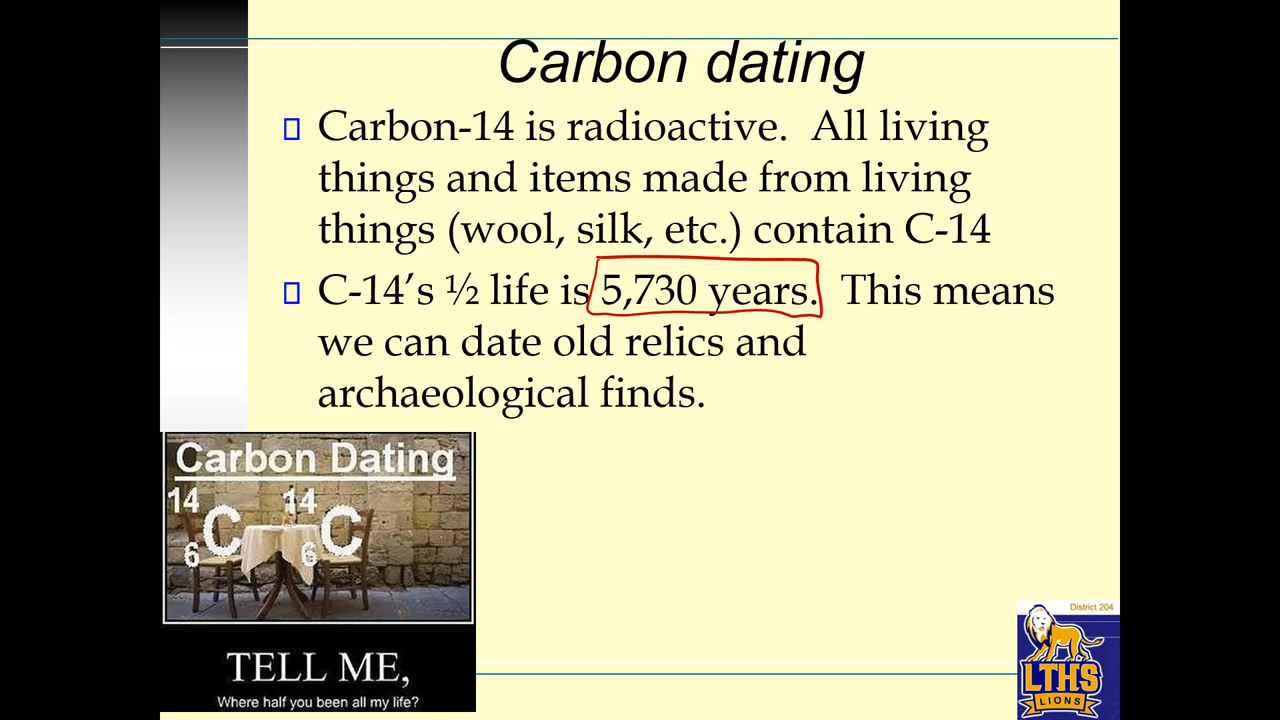 Carbon dating
Carbon-14 is radioactive. All living
things and items made from living
things (wool, silk, etc.) contain C-14
C-14’s ½ life is 5,730 years. This means
we can date old relics and
archaeological finds.
Carbon Dating
14 14
C C
6 6
TELL ME,
Where half you been all my life?
District 204
LTHS
LIONS